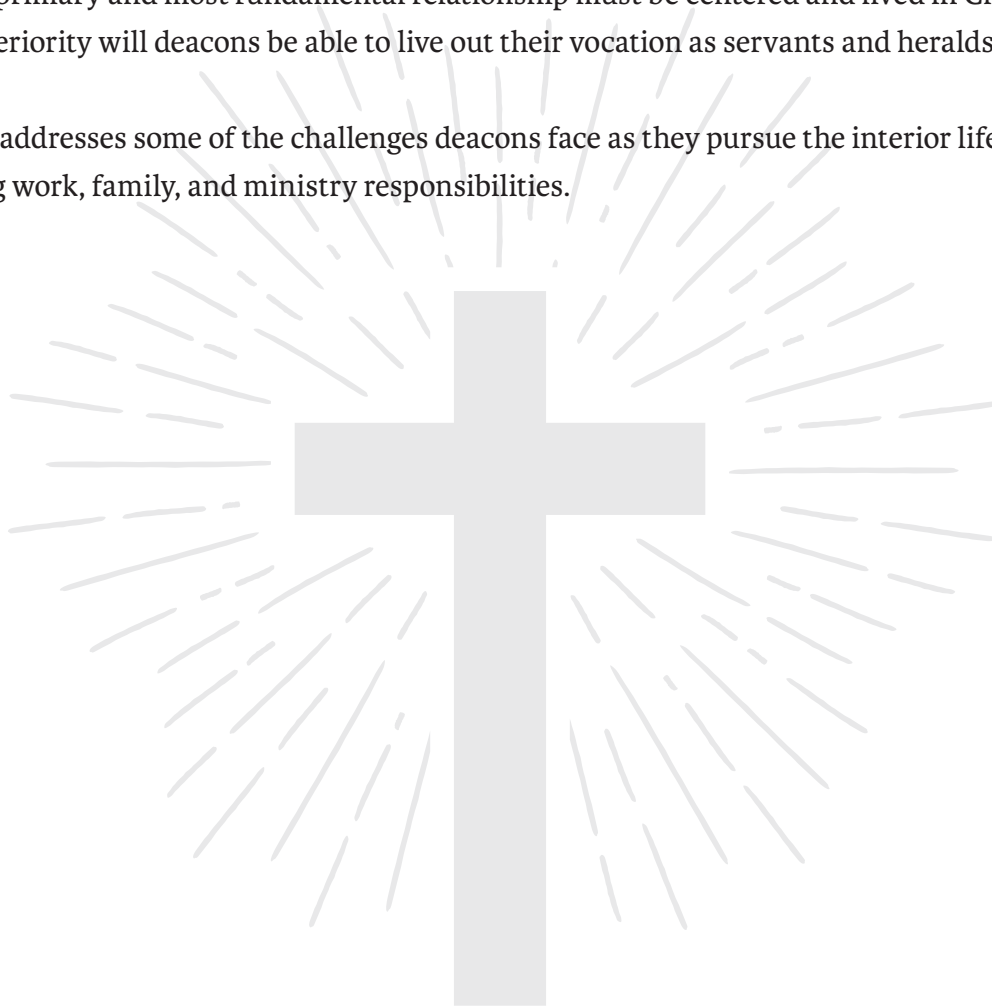 primary and most fundamental relationship must be centered and lived in
eriority will deacons be able to live out their vocation as servants and heralds
addresses some of the challenges deacons face as they pursue the interior life
g work, family, and ministry responsibilities.